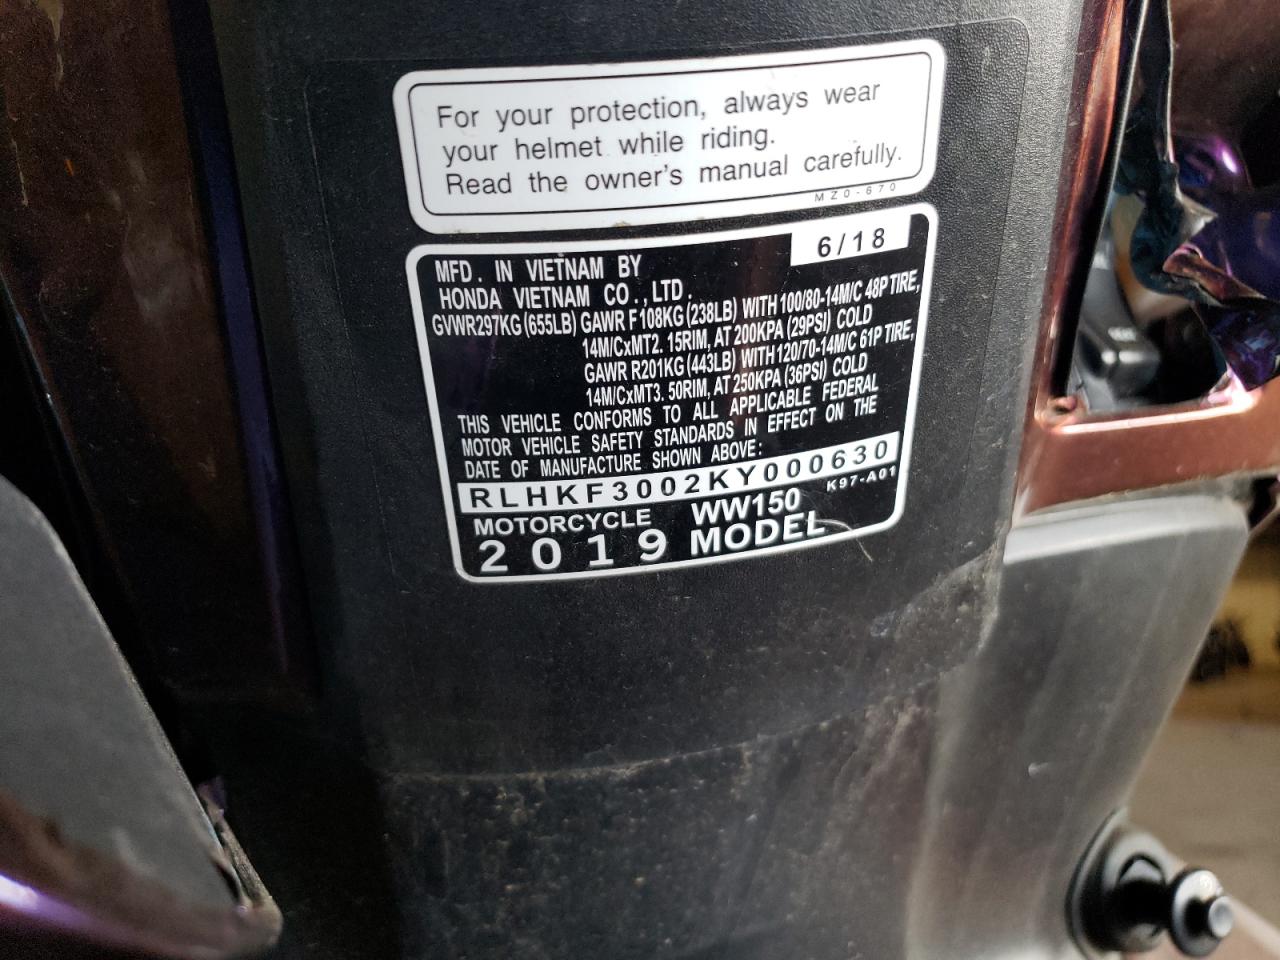 For your protection, always wear
your helmet while riding.
Read the owner's manual carefully.
MZ0-670
6/18
MFD. IN VIETNAM BY
HONDA VIETNAM CO.,LTD.
GVWR297KG (655LB) GAWR F108KG (238LB) WITH 100/80-14M/C 48P TIRE,
14M/CxMT2. 15RIM, AT 200KPA (29PSI) COLD
GAWR R201KG (443LB) WITH 120/70-14M/C 61P TIRE,
14M/CxMT3. 50RIM, AT 250KPA (36PSI) COLD
THIS VEHICLE CONFORMS TO ALL APPLICABLE FEDERAL
MOTOR VEHICLE SAFETY STANDARDS IN EFFECT ON THE
DATE OF MANUFACTURE SHOWN ABOVE:
RLHKF3002KY000630
MOTORCYCLE WW150 K97-A01
2019 MODEL